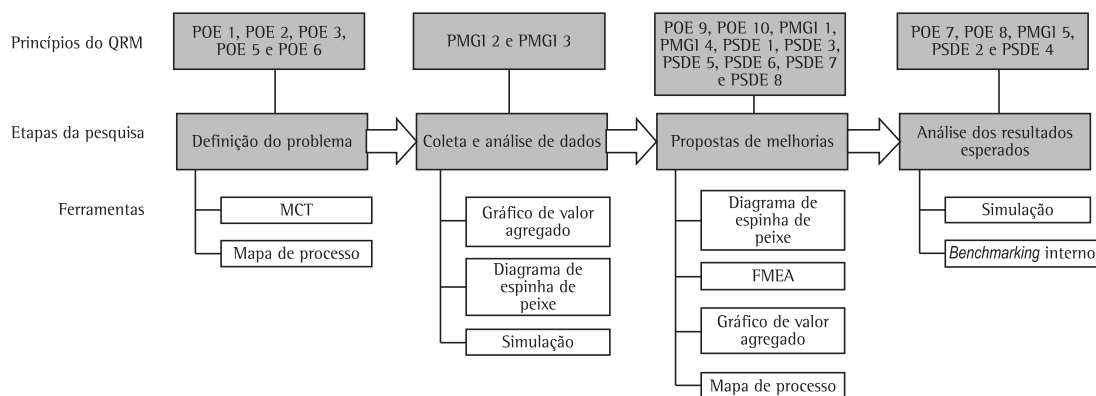 Princípios do QRM
POE 1, POE 2, POE 3,
POE 5 e POE 6
PMGI 2 e PMGI 3
POE 9, POE 10, PMGI 1,
PMGI 4, PSDE 1, PSDE 3,
PSDE 5, PSDE 6, PSDE 7
e PSDE 8
POE 7, POE 8, PMGI 5,
PSDE 2 e PSDE 4
Etapas da pesquisa
Definição do problema
Coleta e análise de dados
Propostas de melhorias
Análise dos resultados
esperados
Ferramentas
MCT
Mapa de processo
Gráfico de valor
agregado
Diagrama de
espinha de
peixe
Simulação
Diagrama de
espinha de
peixe
FMEA
Gráfico de valor
agregado
Mapa de processo
Simulação
Benchmarking interno